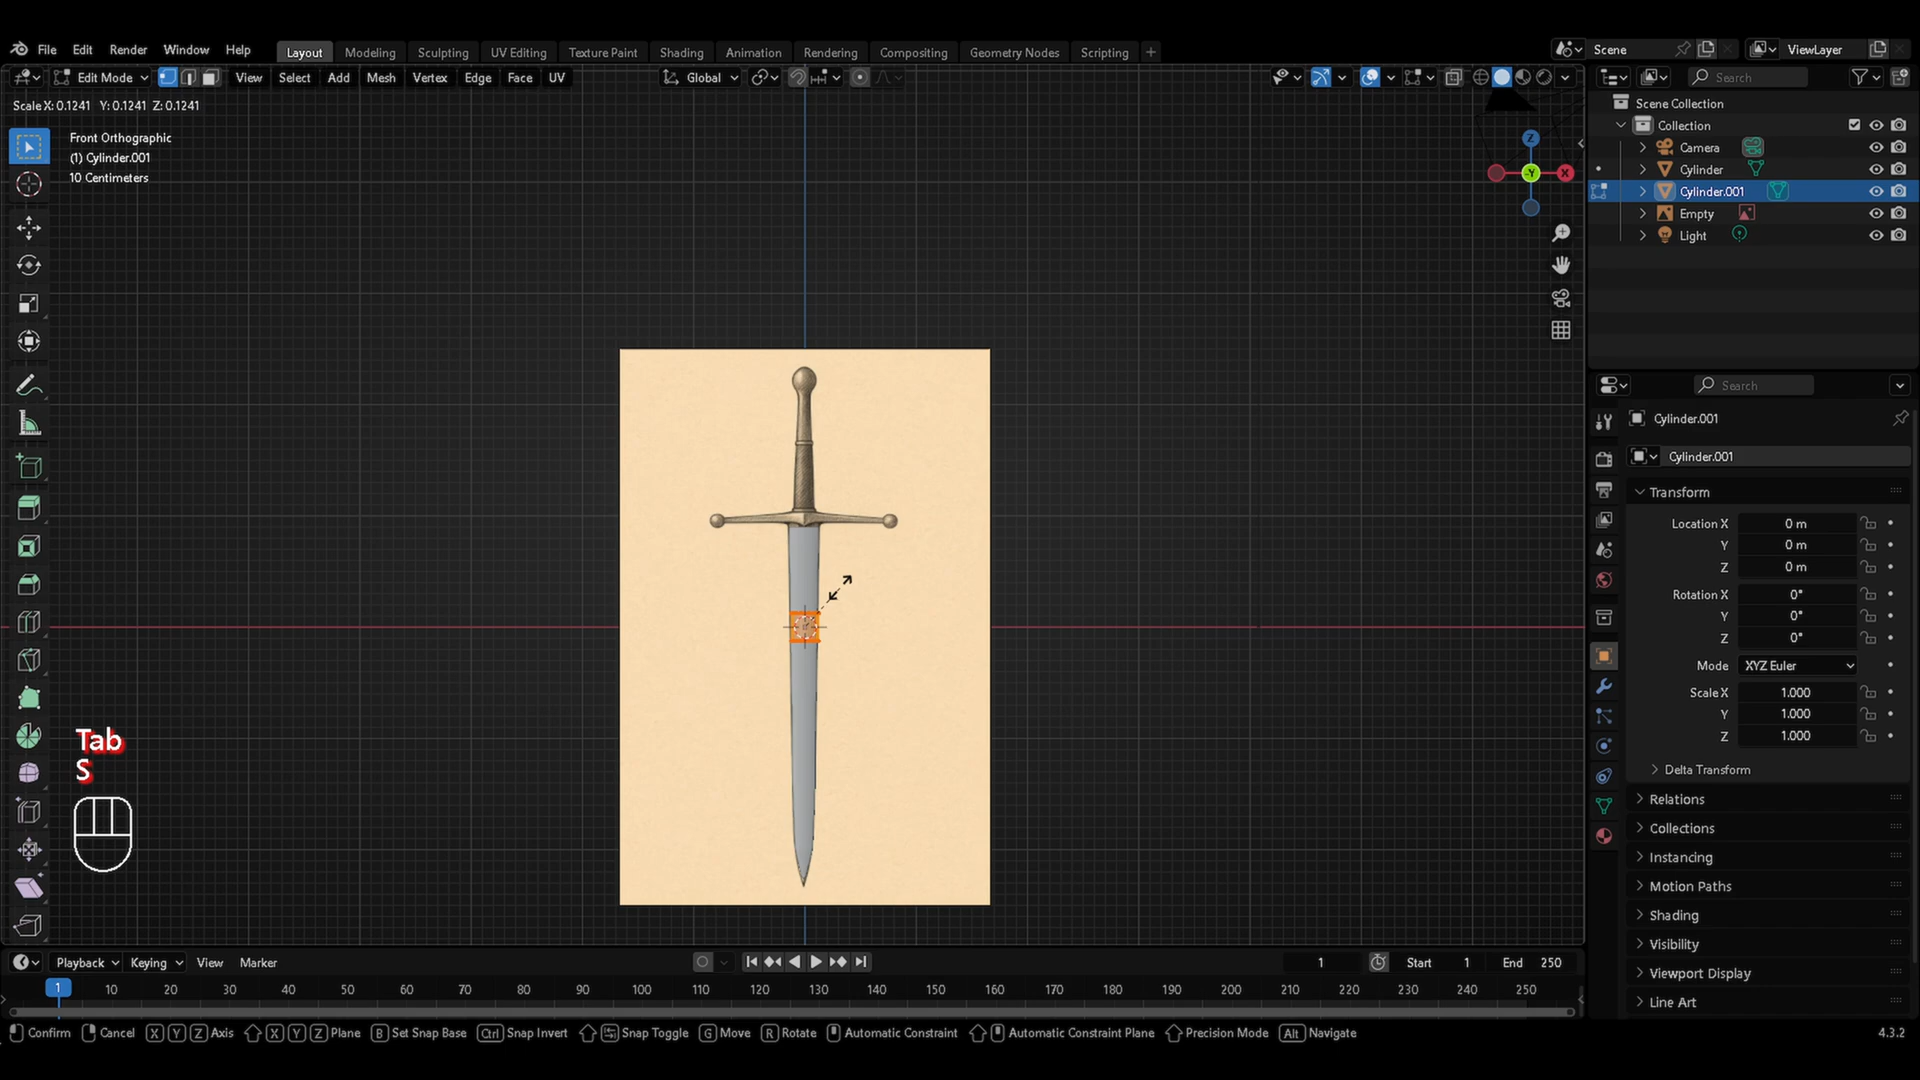 File Edit Render Window Help
Layout Modeling Sculpting UV Editing Texture Paint Shading Animation Rendering Compositing Geometry Nodes Scripting +
Scene
ViewLayer
Edit Mode View Select Add Mesh Vertex Edge Face UV
Global
Search
Scale X: 0.1241 Y: 0.1241 Z: 0.1241
Front Orthographic
(1) Cylinder.001
10 Centimeters
Z
-Y
X
Scene Collection
Collection
Camera
Cylinder
Cylinder.001
Empty
Light
Search
Cylinder.001
Cylinder.001
Transform
Location X 0 m
Y 0 m
Z 0 m
Rotation X 0°
Y 0°
Z 0°
Mode XYZ Euler
Scale X 1.000
Y 1.000
Z 1.000
Delta Transform
Relations
Collections
Instancing
Motion Paths
Shading
Visibility
Viewport Display
Line Art
Tab
S
Playback Keying View Marker
1 Start 1 End 250
1 10 20 30 40 50 60 70 80 90 100 110 120 130 140 150 160 170 180 190 200 210 220 230 240 250
Confirm Cancel X Y Z Axis X Y Z Plane B Set Snap Base Ctrl Snap Invert Snap Toggle G Move R Rotate Automatic Constraint Automatic Constraint Plane Precision Mode Alt Navigate
4.3.2